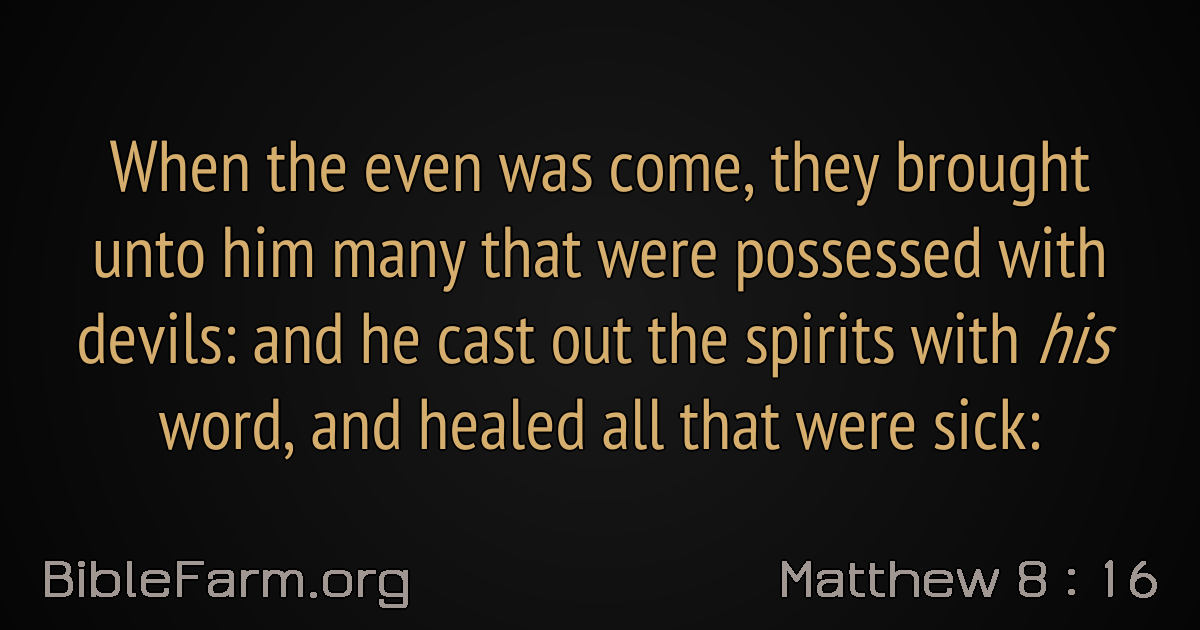 When the even was come, they brought
unto him many that were possessed with
devils: and he cast out the spirits with his
word, and healed all that were sick:
BibleFarm.org
Matthew 8 : 16